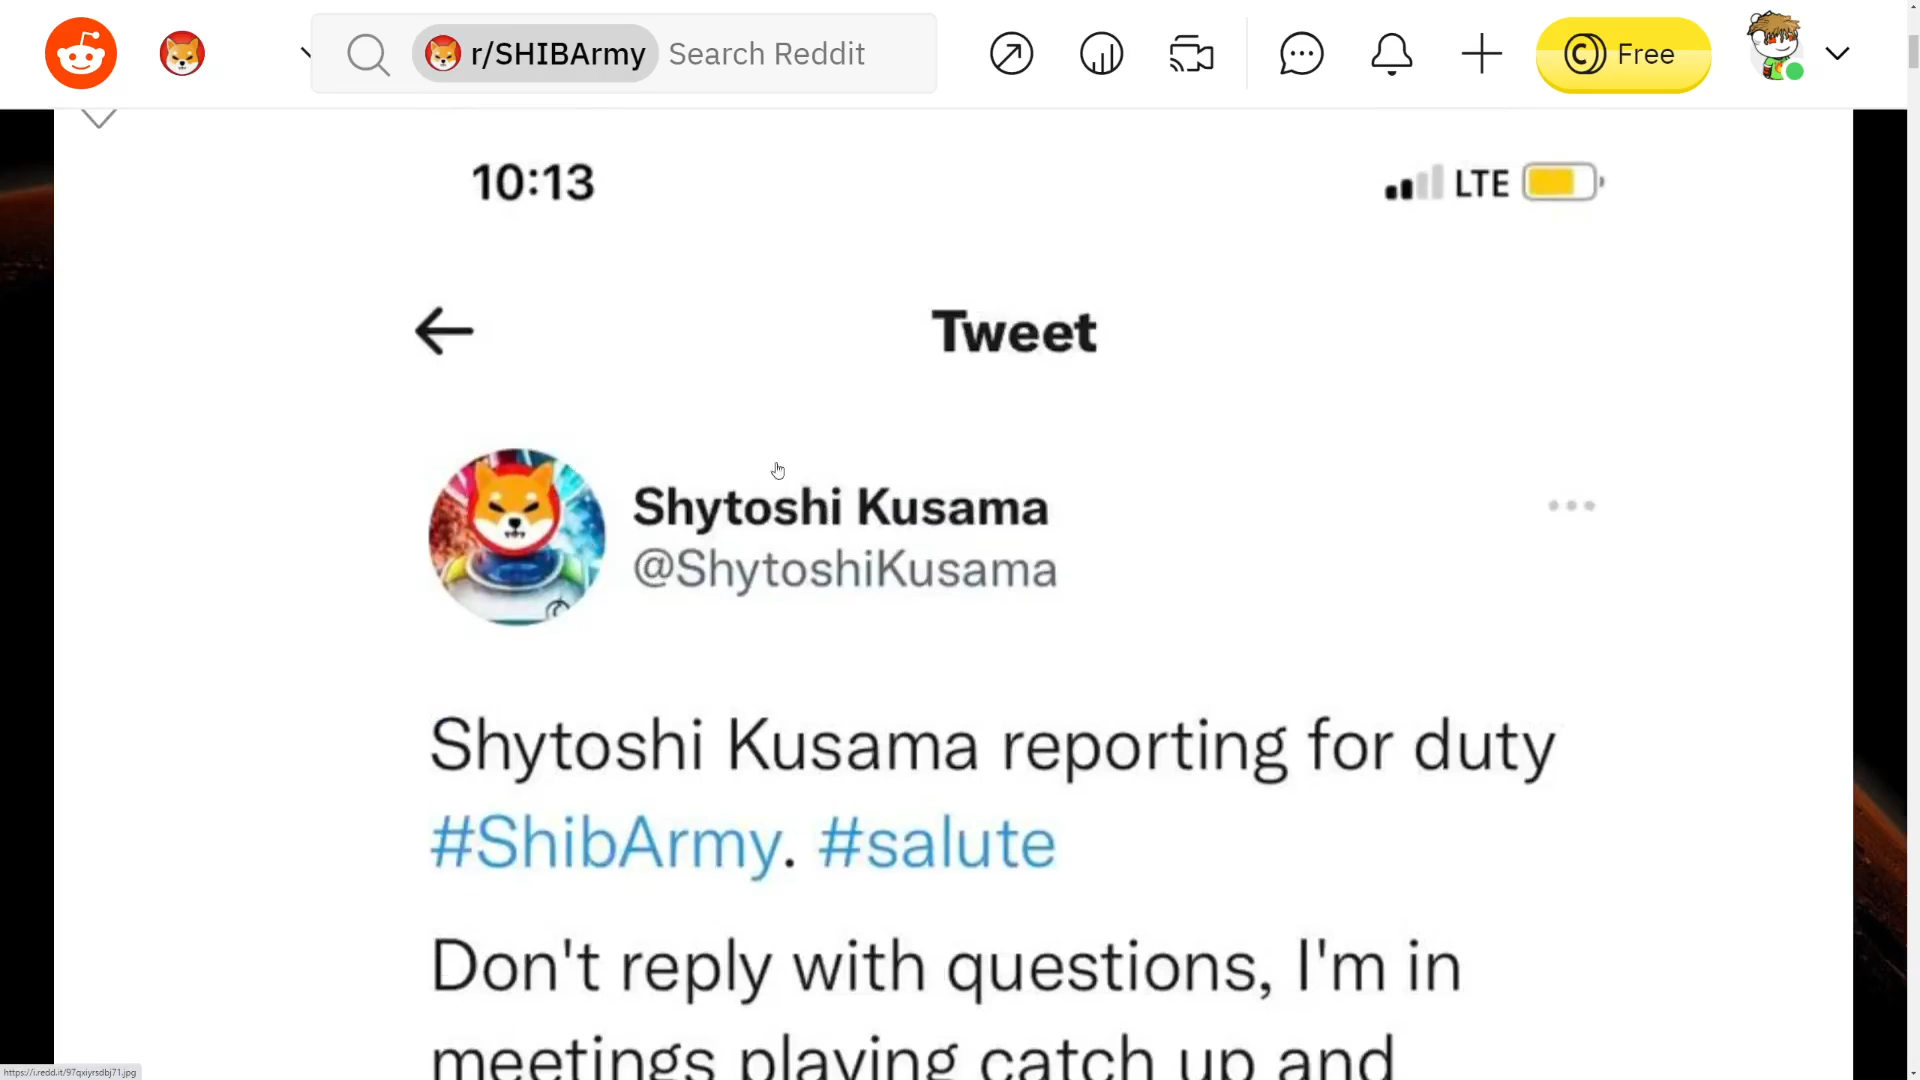 r/SHIBArmy Search Reddit
Free
10:13
LTE
Tweet
Shytoshi Kusama
@ShytoshiKusama
Shytoshi Kusama reporting for duty
#ShibArmy. #salute
Don't reply with questions, I'm in
meetings playing catch up and
https://i.redd.it/97qxiyrsdbj71.jpg